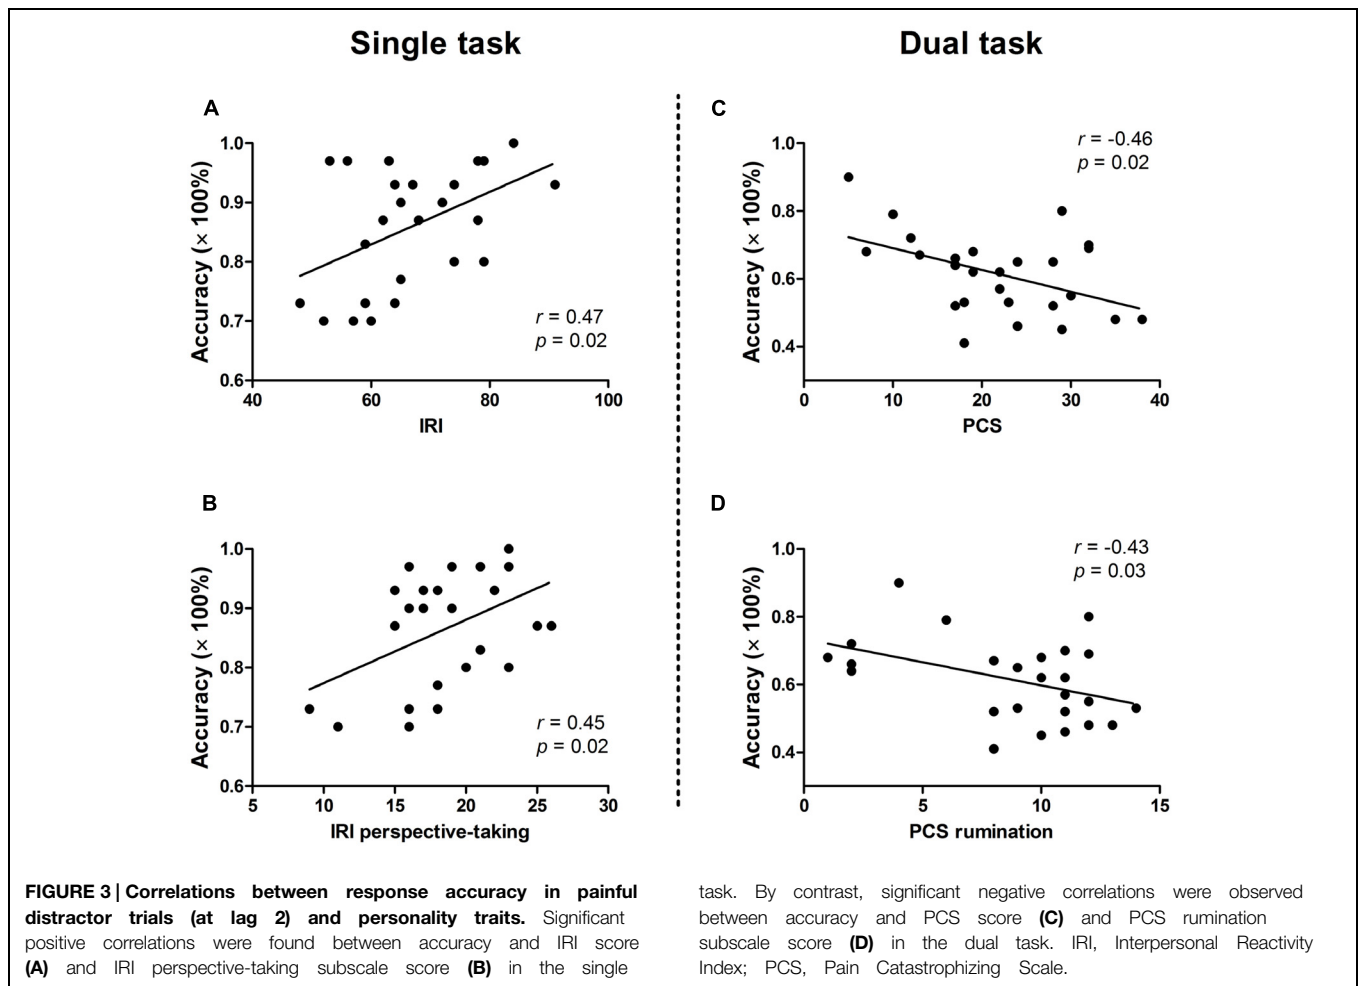 Single task
Dual task
A
1.0
0.9
0.8
0.7
0.6
Accuracy (× 100%)
r = 0.47
p = 0.02
40 60 80 100
IRI
C
1.0
0.8
0.6
0.4
Accuracy (× 100%)
r = -0.46
p = 0.02
0 10 20 30 40
PCS
B
1.0
0.9
0.8
0.7
0.6
Accuracy (× 100%)
r = 0.45
p = 0.02
5 10 15 20 25 30
IRI perspective-taking
D
1.0
0.8
0.6
0.4
Accuracy (× 100%)
r = -0.43
p = 0.03
0 5 10 15
PCS rumination
FIGURE 3 | Correlations between response accuracy in painful
distractor trials (at lag 2) and personality traits. Significant
positive correlations were found between accuracy and IRI score
(A) and IRI perspective-taking subscale score (B) in the single
task. By contrast, significant negative correlations were observed
between accuracy and PCS score (C) and PCS rumination
subscale score (D) in the dual task. IRI, Interpersonal Reactivity
Index; PCS, Pain Catastrophizing Scale.